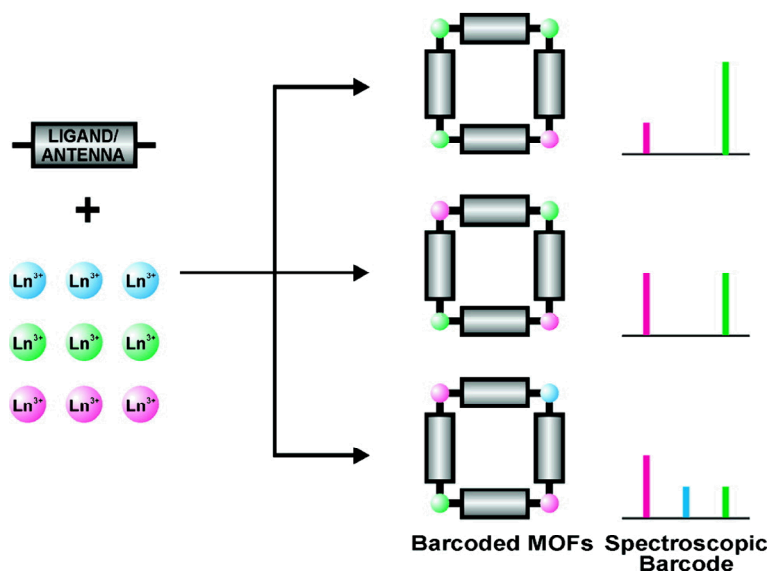 LIGAND/
ANTENNA
+
Ln³⁺ Ln³⁺ Ln³⁺
Ln³⁺ Ln³⁺ Ln³⁺
Ln³⁺ Ln³⁺ Ln³⁺
Barcoded MOFs
Spectroscopic
Barcode